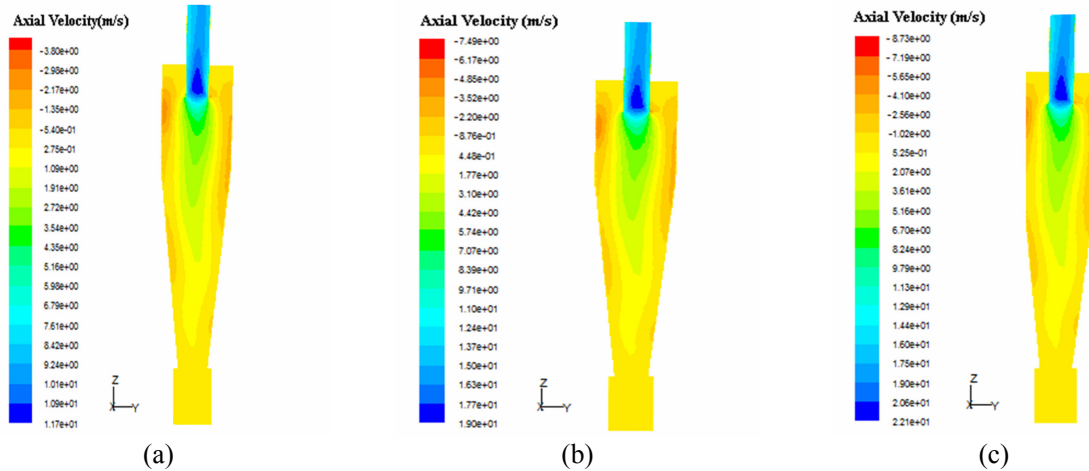 Axial Velocity(m/s)
-3.80e+00
-2.98e+00
-2.17e+00
-1.35e+00
-5.40e-01
2.75e-01
1.09e+00
1.91e+00
2.72e+00
3.54e+00
4.35e+00
5.16e+00
5.98e+00
6.79e+00
7.61e+00
8.42e+00
9.24e+00
1.01e+01
1.09e+01
1.17e+01
Z
X
Y
(a)
Axial Velocity (m/s)
-7.49e+00
-6.17e+00
-4.85e+00
-3.52e+00
-2.20e+00
-8.76e-01
4.48e-01
1.77e+00
3.10e+00
5.42e+00
5.74e+00
7.07e+00
8.39e+00
9.71e+00
1.10e+01
1.24e+01
1.37e+01
1.50e+01
1.63e+01
1.77e+01
1.90e+01
Z
X
Y
(b)
Axial Velocity (m/s)
-8.73e+00
-7.19e+00
-5.65e+00
-4.10e+00
-2.56e+00
-1.02e+00
5.25e-01
2.07e+00
3.61e+00
5.16e+00
6.70e+00
8.24e+00
9.79e+00
1.13e+01
1.29e+01
1.44e+01
1.60e+01
1.75e+01
1.90e+01
2.06e+01
2.21e+01
Z
X
Y
(c)